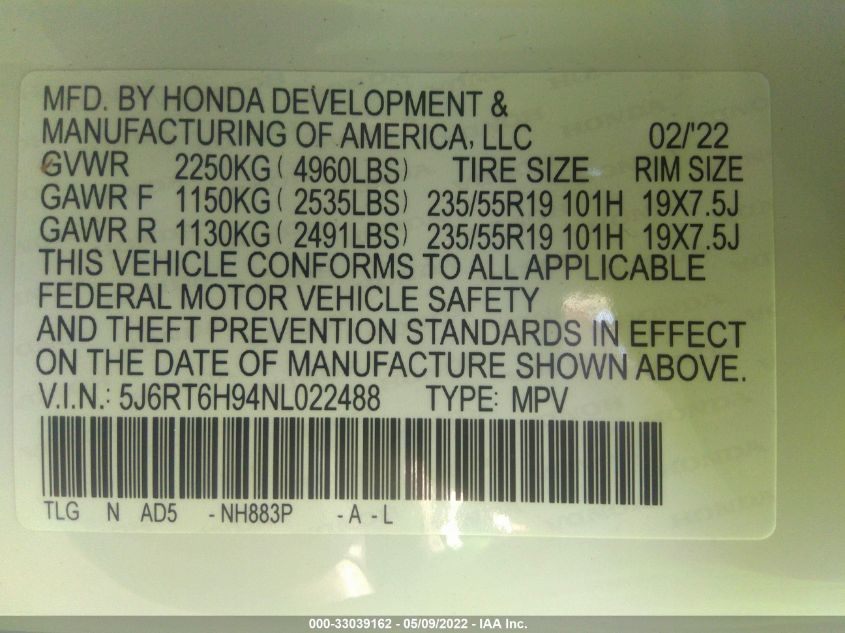 MFD. BY HONDA DEVELOPMENT &
MANUFACTURING OF AMERICA, LLC 02/'22
GVWR 2250KG ( 4960LBS) TIRE SIZE RIM SIZE
GAWR F 1150KG ( 2535LBS) 235/55R19 101H 19X7.5J
GAWR R 1130KG ( 2491LBS) 235/55R19 101H 19X7.5J
THIS VEHICLE CONFORMS TO ALL APPLICABLE
FEDERAL MOTOR VEHICLE SAFETY
AND THEFT PREVENTION STANDARDS IN EFFECT
ON THE DATE OF MANUFACTURE SHOWN ABOVE.
V.I.N.: 5J6RT6H94NL022488 TYPE: MPV
TLG N AD5 -NH883P -A -L
000-33039162 - 05/09/2022 - IAA Inc.